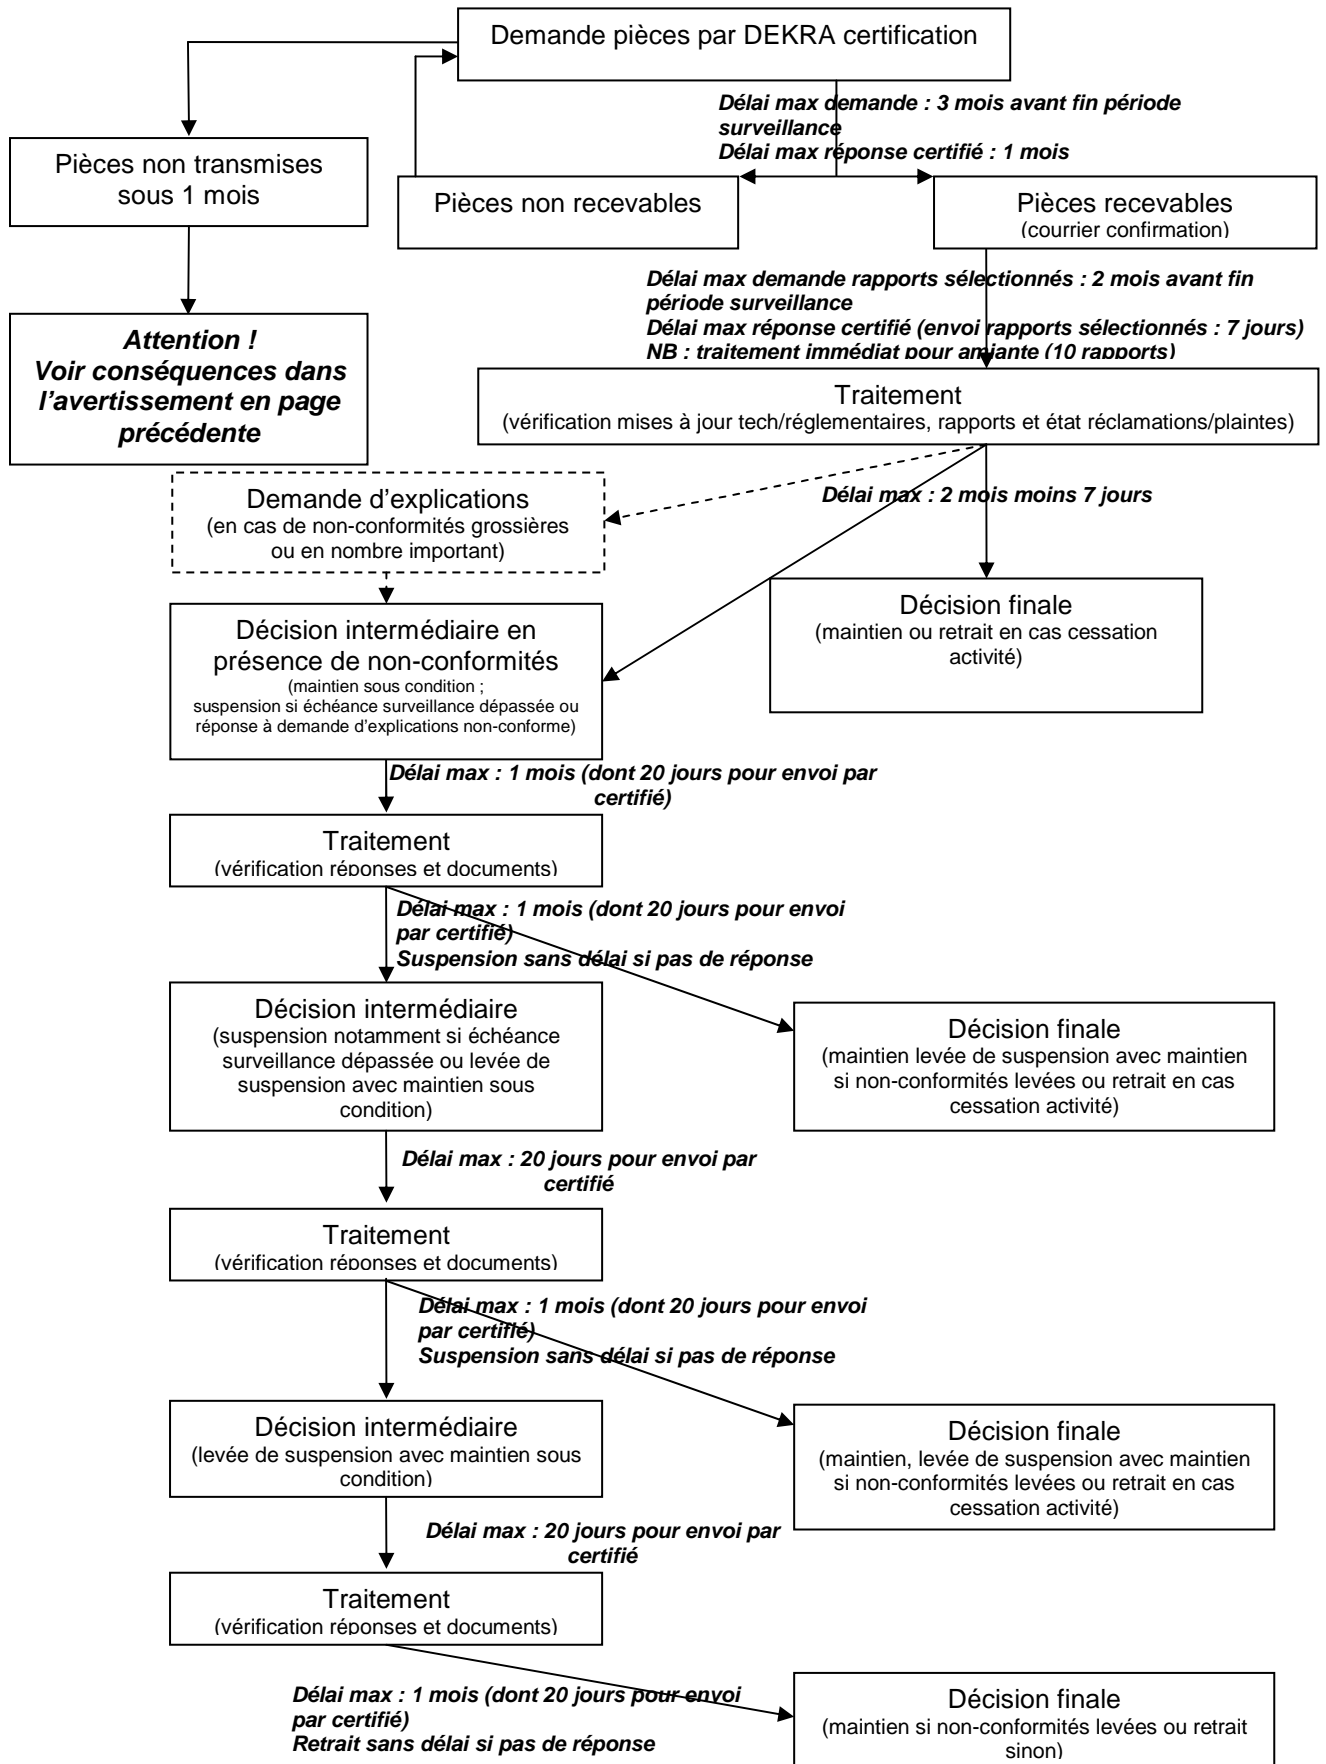 Demande pièces par DEKRA certification
Délai max demande : 3 mois avant fin période
surveillance
Délai max réponse certifié : 1 mois
Pièces non transmises
sous 1 mois
Pièces non recevables
Pièces recevables
(courrier confirmation)
Délai max demande rapports sélectionnés : 2 mois avant fin
période surveillance
Délai max réponse certifié (envoi rapports sélectionnés : 7 jours)
NB : traitement immédiat pour amiante (10 rapports)
Attention !
Voir conséquences dans
l'avertissement en page
précédente
Traitement
(vérification mises à jour tech/réglementaires, rapports et état réclamations/plaintes)
Demande d'explications
(en cas de non-conformités grossières
ou en nombre important)
Délai max : 2 mois moins 7 jours
Décision intermédiaire en
présence de non-conformités
(maintien sous condition ;
suspension si échéance surveillance dépassée ou
réponse à demande d'explications non-conforme)
Décision finale
(maintien ou retrait en cas cessation
activité)
Délai max : 1 mois (dont 20 jours pour envoi par
certifié)
Traitement
(vérification réponses et documents)
Délai max : 1 mois (dont 20 jours pour envoi
par certifié)
Suspension sans délai si pas de réponse
Décision intermédiaire
(suspension notamment si échéance
surveillance dépassée ou levée de
suspension avec maintien sous
condition)
Décision finale
(maintien levée de suspension avec maintien
si non-conformités levées ou retrait en cas
cessation activité)
Délai max : 20 jours pour envoi par
certifié
Traitement
(vérification réponses et documents)
Délai max : 1 mois (dont 20 jours pour envoi
par certifié)
Suspension sans délai si pas de réponse
Décision intermédiaire
(levée de suspension avec maintien sous
condition)
Décision finale
(maintien, levée de suspension avec maintien
si non-conformités levées ou retrait en cas
cessation activité)
Délai max : 20 jours pour envoi par
certifié
Traitement
(vérification réponses et documents)
Délai max : 1 mois (dont 20 jours pour envoi
par certifié)
Retrait sans délai si pas de réponse
Décision finale
(maintien si non-conformités levées ou retrait
sinon)